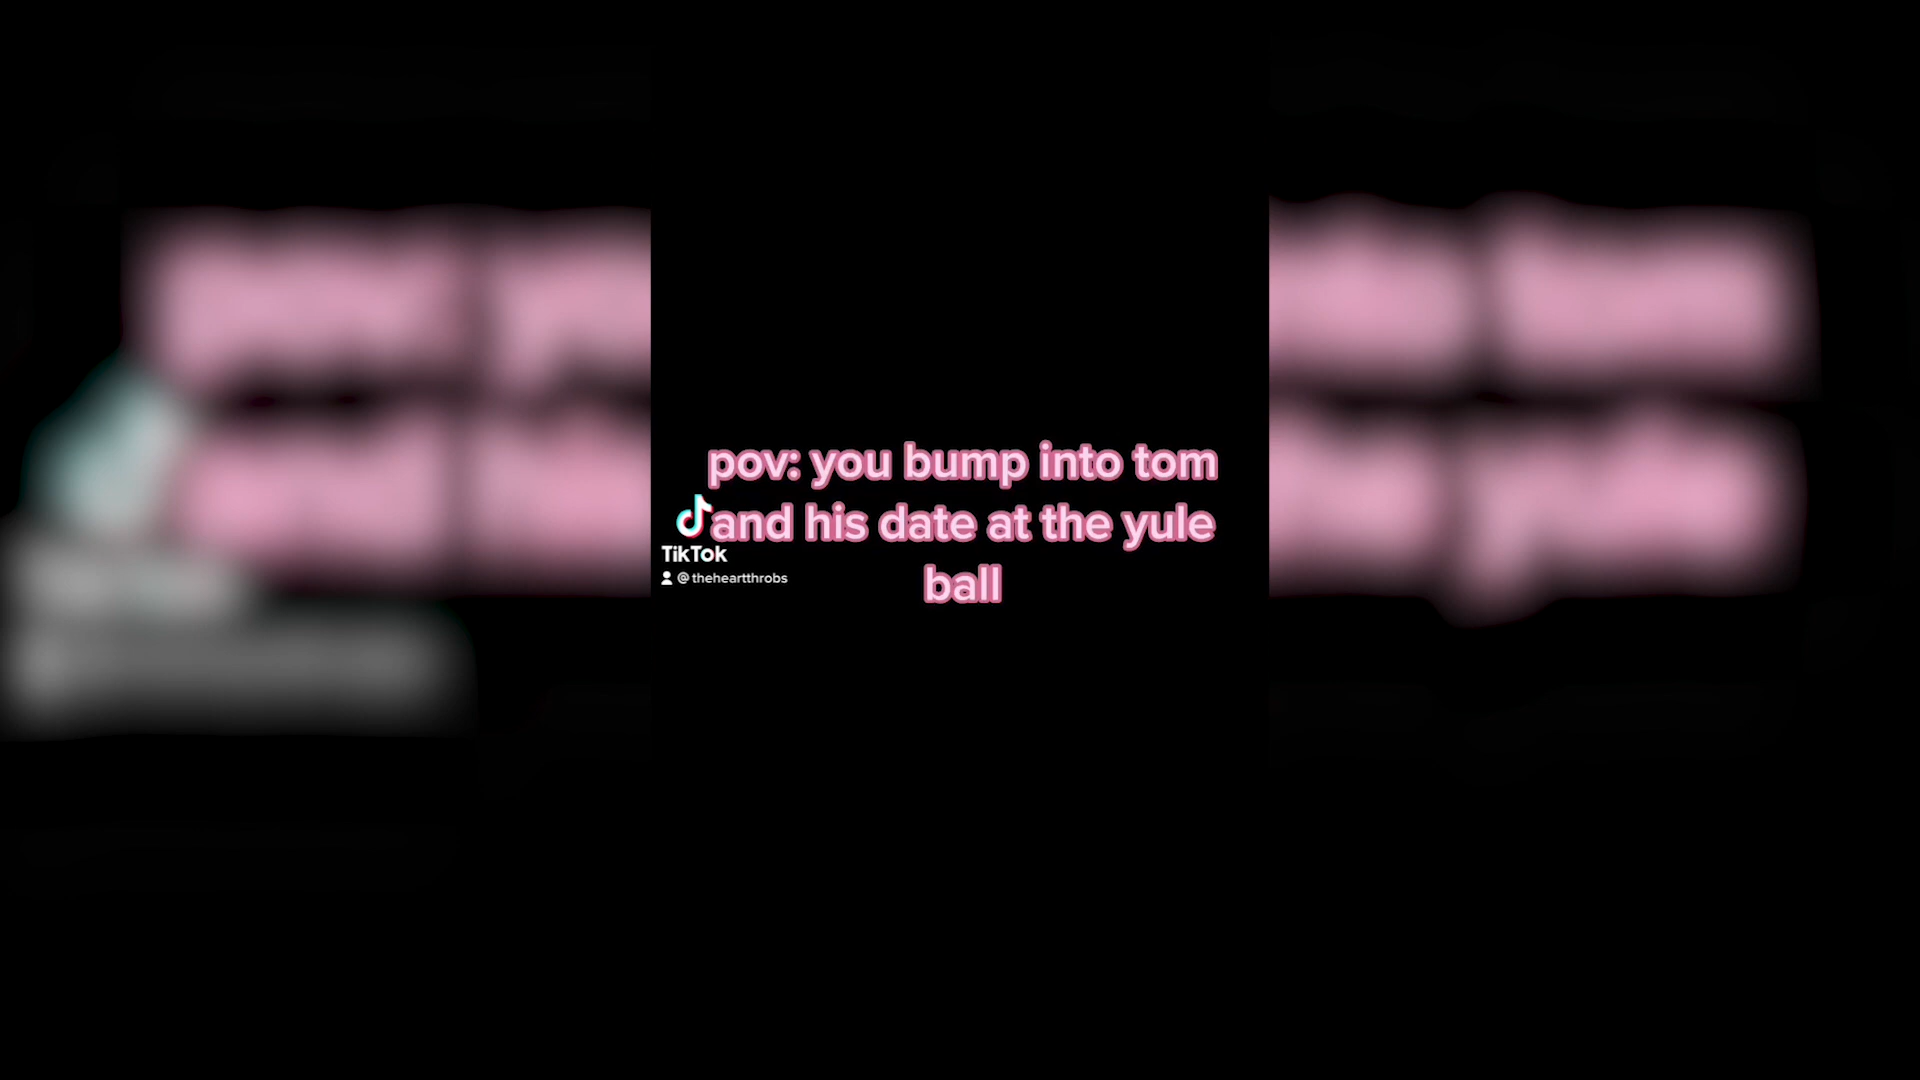 pov: you bump into tom
and his date at the yule
ball
TikTok
@theheartthrobs